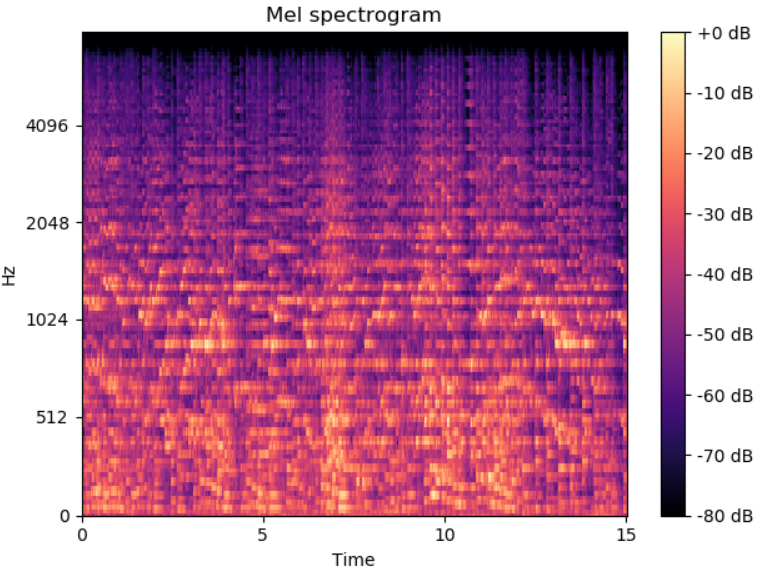 Mel spectrogram
Hz
4096
2048
1024
512
0
0 5 10 15
Time
+0 dB
-10 dB
-20 dB
-30 dB
-40 dB
-50 dB
-60 dB
-70 dB
-80 dB